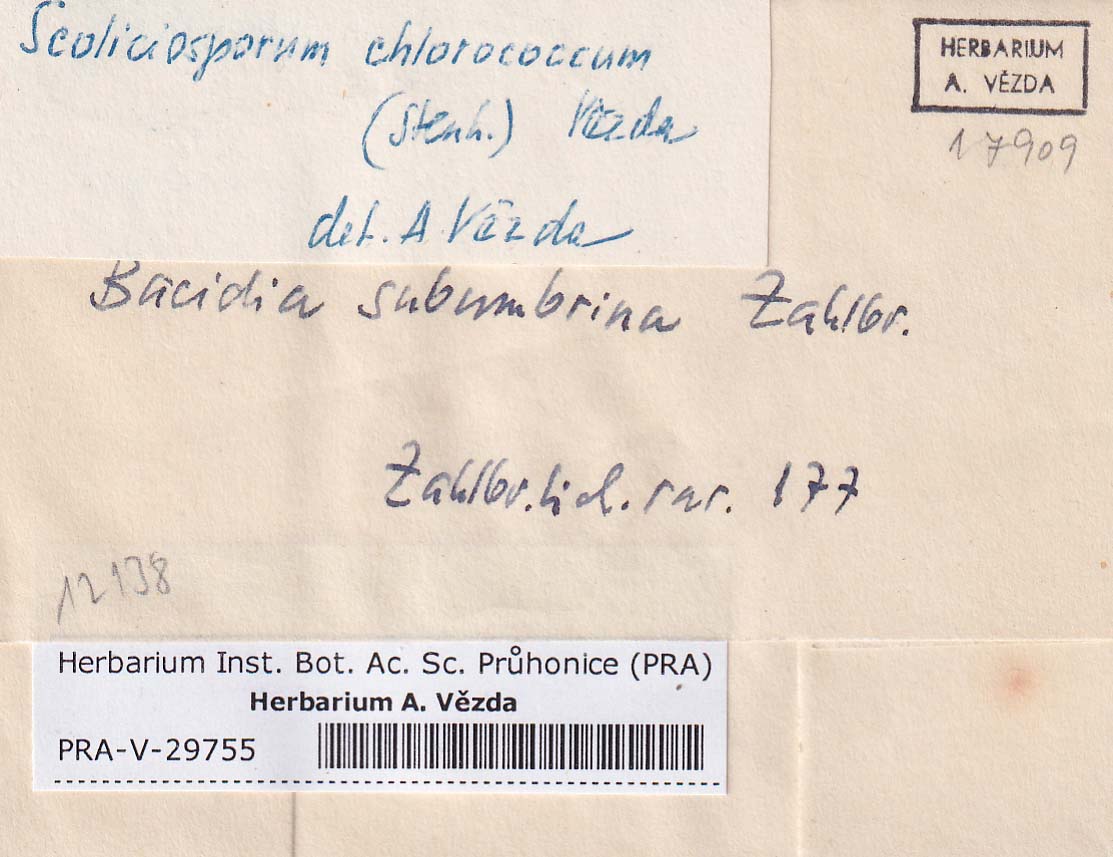 Scoliciosporum chlorococcum
(Stenh.) Vězda
det. A Vězda
HERBARIUM
A. VĚZDA
17909
Bacidia subumbrina Zahlbr.
Zahlbr. lich. rar. 177
12138
Herbarium Inst. Bot. Ac. Sc. Průhonice (PRA)
Herbarium A. Vězda
PRA-V-29755